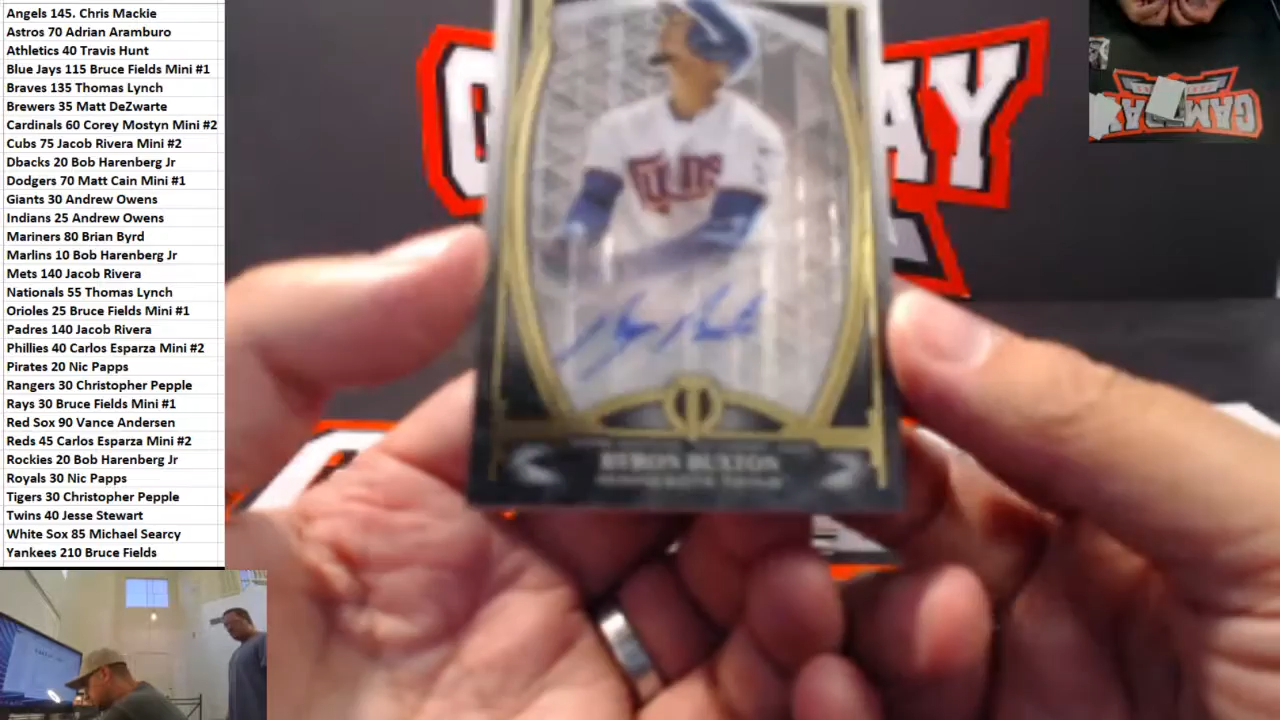 Angels 145. Chris Mackie
Astros 70 Adrian Aramburo
Athletics 40 Travis Hunt
Blue Jays 115 Bruce Fields Mini #1
Braves 135 Thomas Lynch
Brewers 35 Matt DeZwarte
Cardinals 60 Corey Mostyn Mini #2
Cubs 75 Jacob Rivera Mini #2
Dbacks 20 Bob Harenberg Jr
Dodgers 70 Matt Cain Mini #1
Giants 30 Andrew Owens
Indians 25 Andrew Owens
Mariners 80 Brian Byrd
Marlins 10 Bob Harenberg Jr
Mets 140 Jacob Rivera
Nationals 55 Thomas Lynch
Orioles 25 Bruce Fields Mini #1
Padres 140 Jacob Rivera
Phillies 40 Carlos Esparza Mini #2
Pirates 20 Nic Papps
Rangers 30 Christopher Pepple
Rays 30 Bruce Fields Mini #1
Red Sox 90 Vance Andersen
Reds 45 Carlos Esparza Mini #2
Rockies 20 Bob Harenberg Jr
Royals 30 Nic Papps
Tigers 30 Christopher Pepple
Twins 40 Jesse Stewart
White Sox 85 Michael Searcy
Yankees 210 Bruce Fields
TWINS
BYRON BUXTON
GAMEDAY